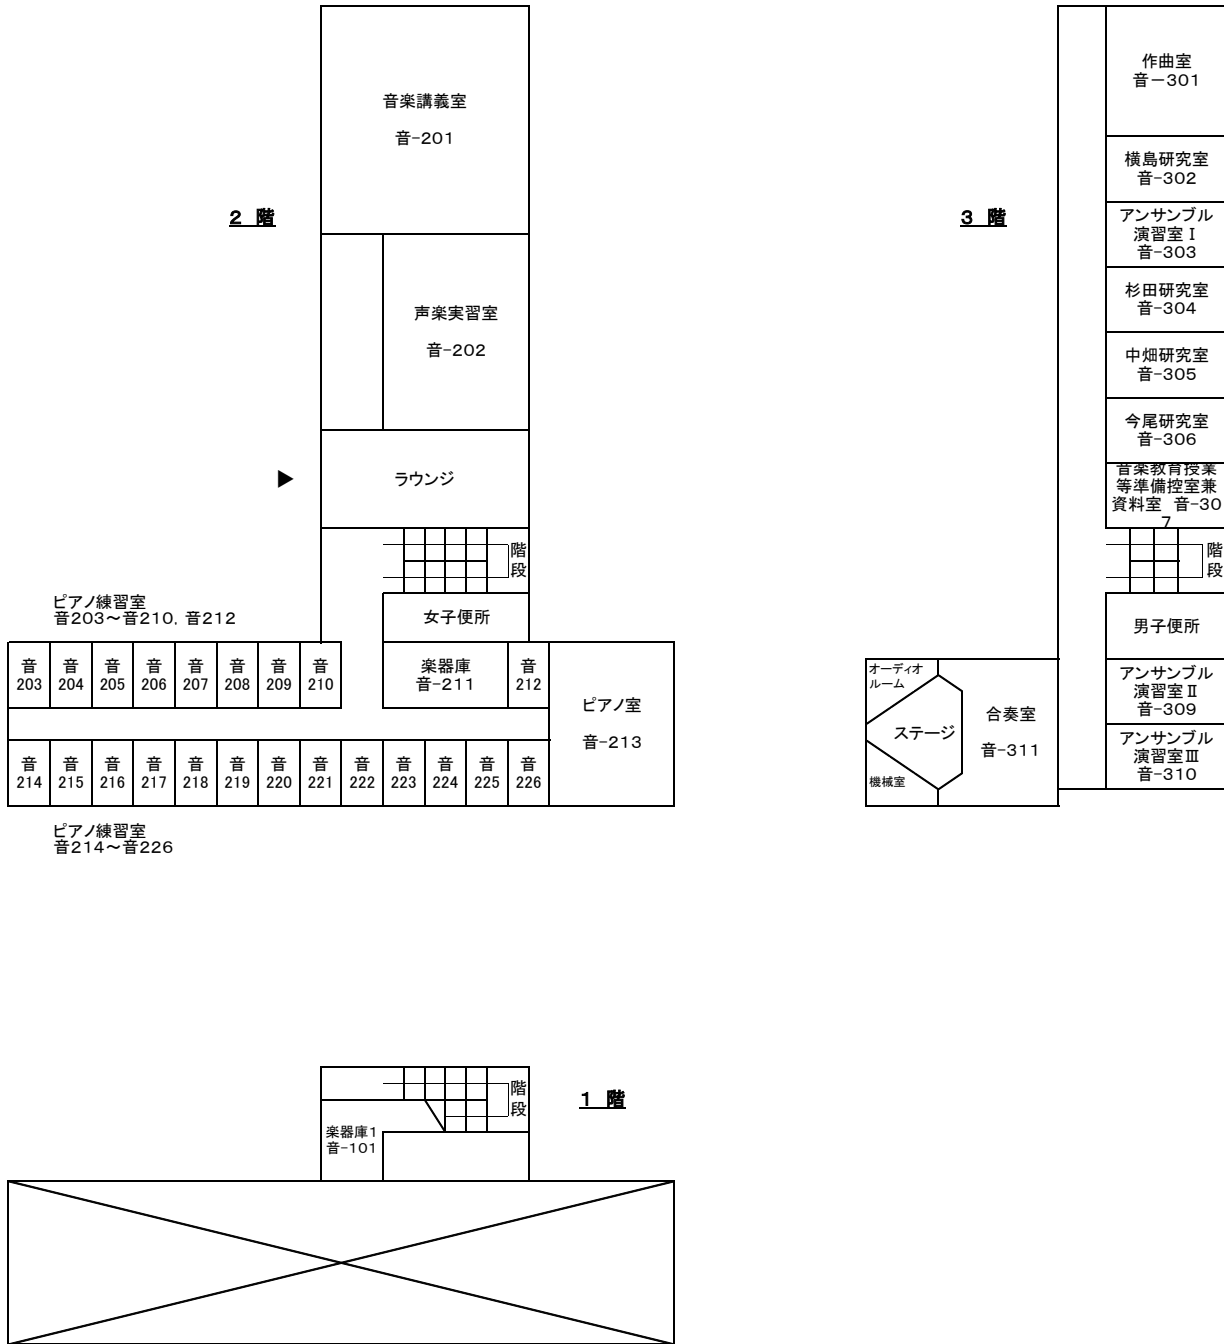 音楽講義室
音-201
2 階
声楽実習室
音-202
ラウンジ
階
段
女子便所
ピアノ練習室
音203～音210, 音212
音
203
音
204
音
205
音
206
音
207
音
208
音
209
音
210
楽器庫
音-211
音
212
ピアノ室
音-213
音
214
音
215
音
216
音
217
音
218
音
219
音
220
音
221
音
222
音
223
音
224
音
225
音
226
ピアノ練習室
音214～音226
3 階
作曲室
音－301
横島研究室
音-302
アンサンブル
演習室Ⅰ
音-303
杉田研究室
音-304
中畑研究室
音-305
今尾研究室
音-306
音楽教育授業
等準備控室兼
資料室 音-30
7
階
段
男子便所
アンサンブル
演習室Ⅱ
音-309
アンサンブル
演習室Ⅲ
音-310
オーディオ
ルーム
ステージ
機械室
合奏室
音-311
1 階
階
段
楽器庫1
音-101